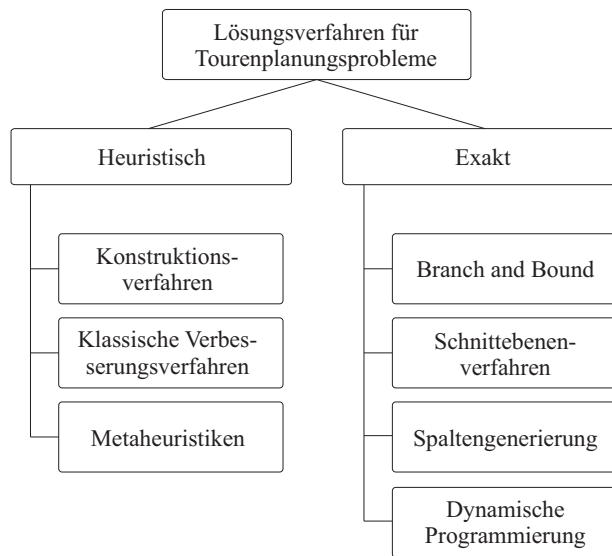 Lösungsverfahren für
Tourenplanungsprobleme
Heuristisch
Konstruktions-
verfahren
Klassische Verbes-
serungsverfahren
Metaheuristiken
Exakt
Branch and Bound
Schnittebenen-
verfahren
Spaltengenerierung
Dynamische
Programmierung